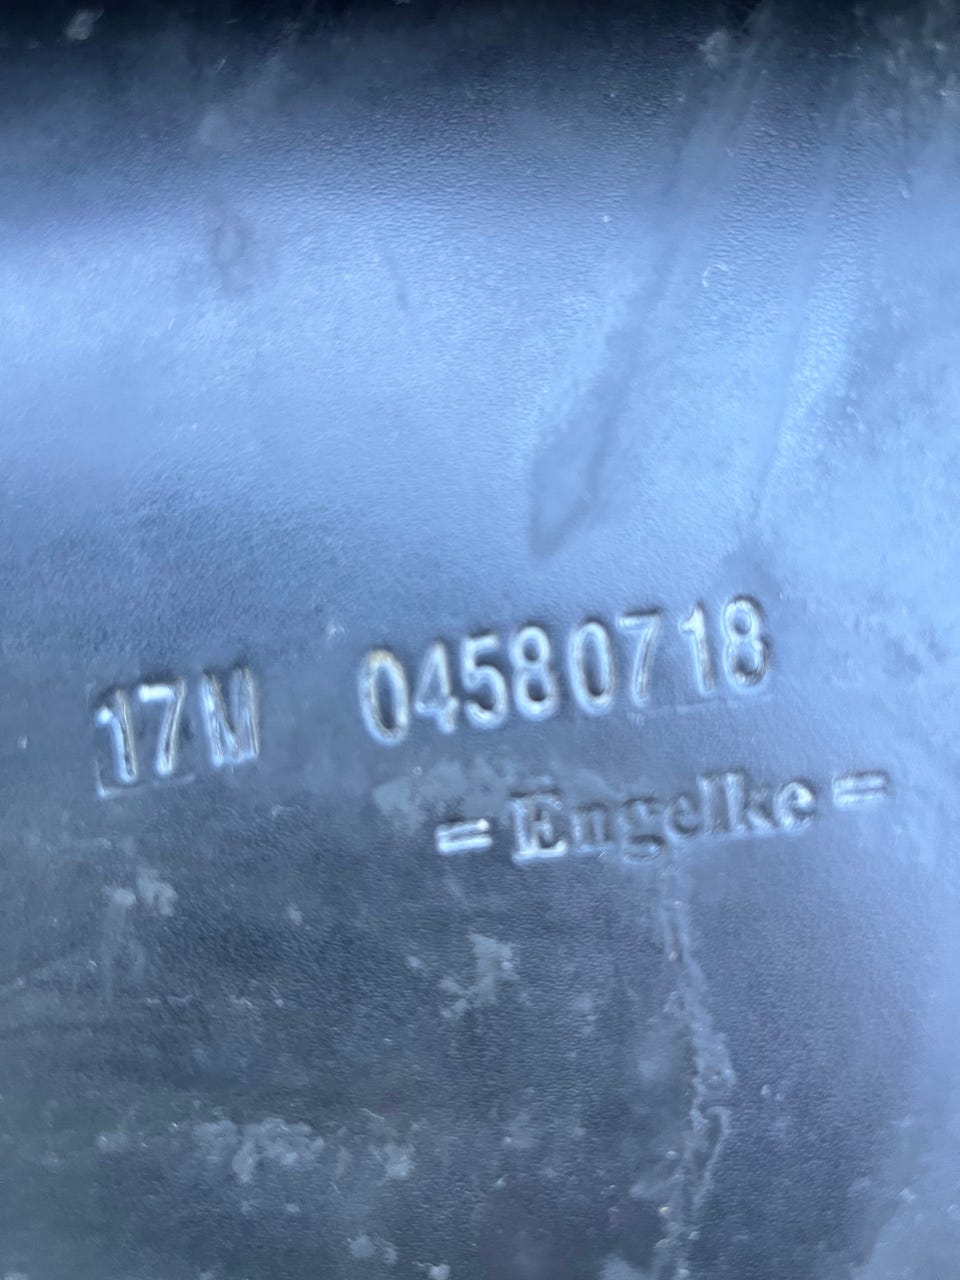 17M 04580718
= Engelke =